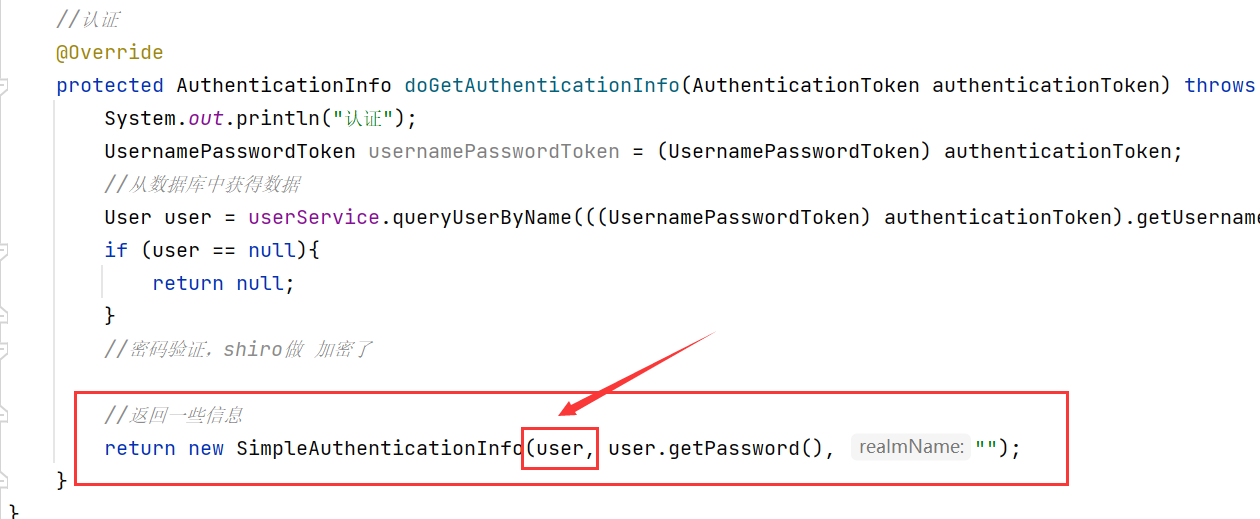 //认证
@Override
protected AuthenticationInfo doGetAuthenticationInfo(AuthenticationToken authenticationToken) throws
System.out.println("认证");
UsernamePasswordToken usernamePasswordToken = (UsernamePasswordToken) authenticationToken;
//从数据库中获得数据
User user = userService.queryUserByName(((UsernamePasswordToken) authenticationToken).getUsername
if (user == null){
return null;
}
//密码验证，shiro做 加密了
//返回一些信息
return new SimpleAuthenticationInfo(user, user.getPassword(), realmName: "");
}
}